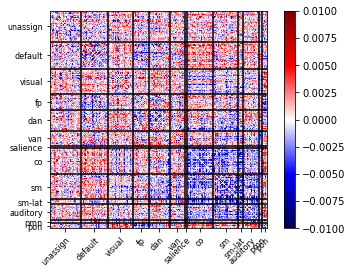 unassign
default
visual
fp
dan
van
salience
co
sm
sm-lat
auditory
pmn
pon
unassign
default
visual
fp
dan
van
salience
co
sm
sm-lat
auditory
pmn
pon
0.0100
0.0075
0.0050
0.0025
0.0000
−0.0025
−0.0050
−0.0075
−0.0100